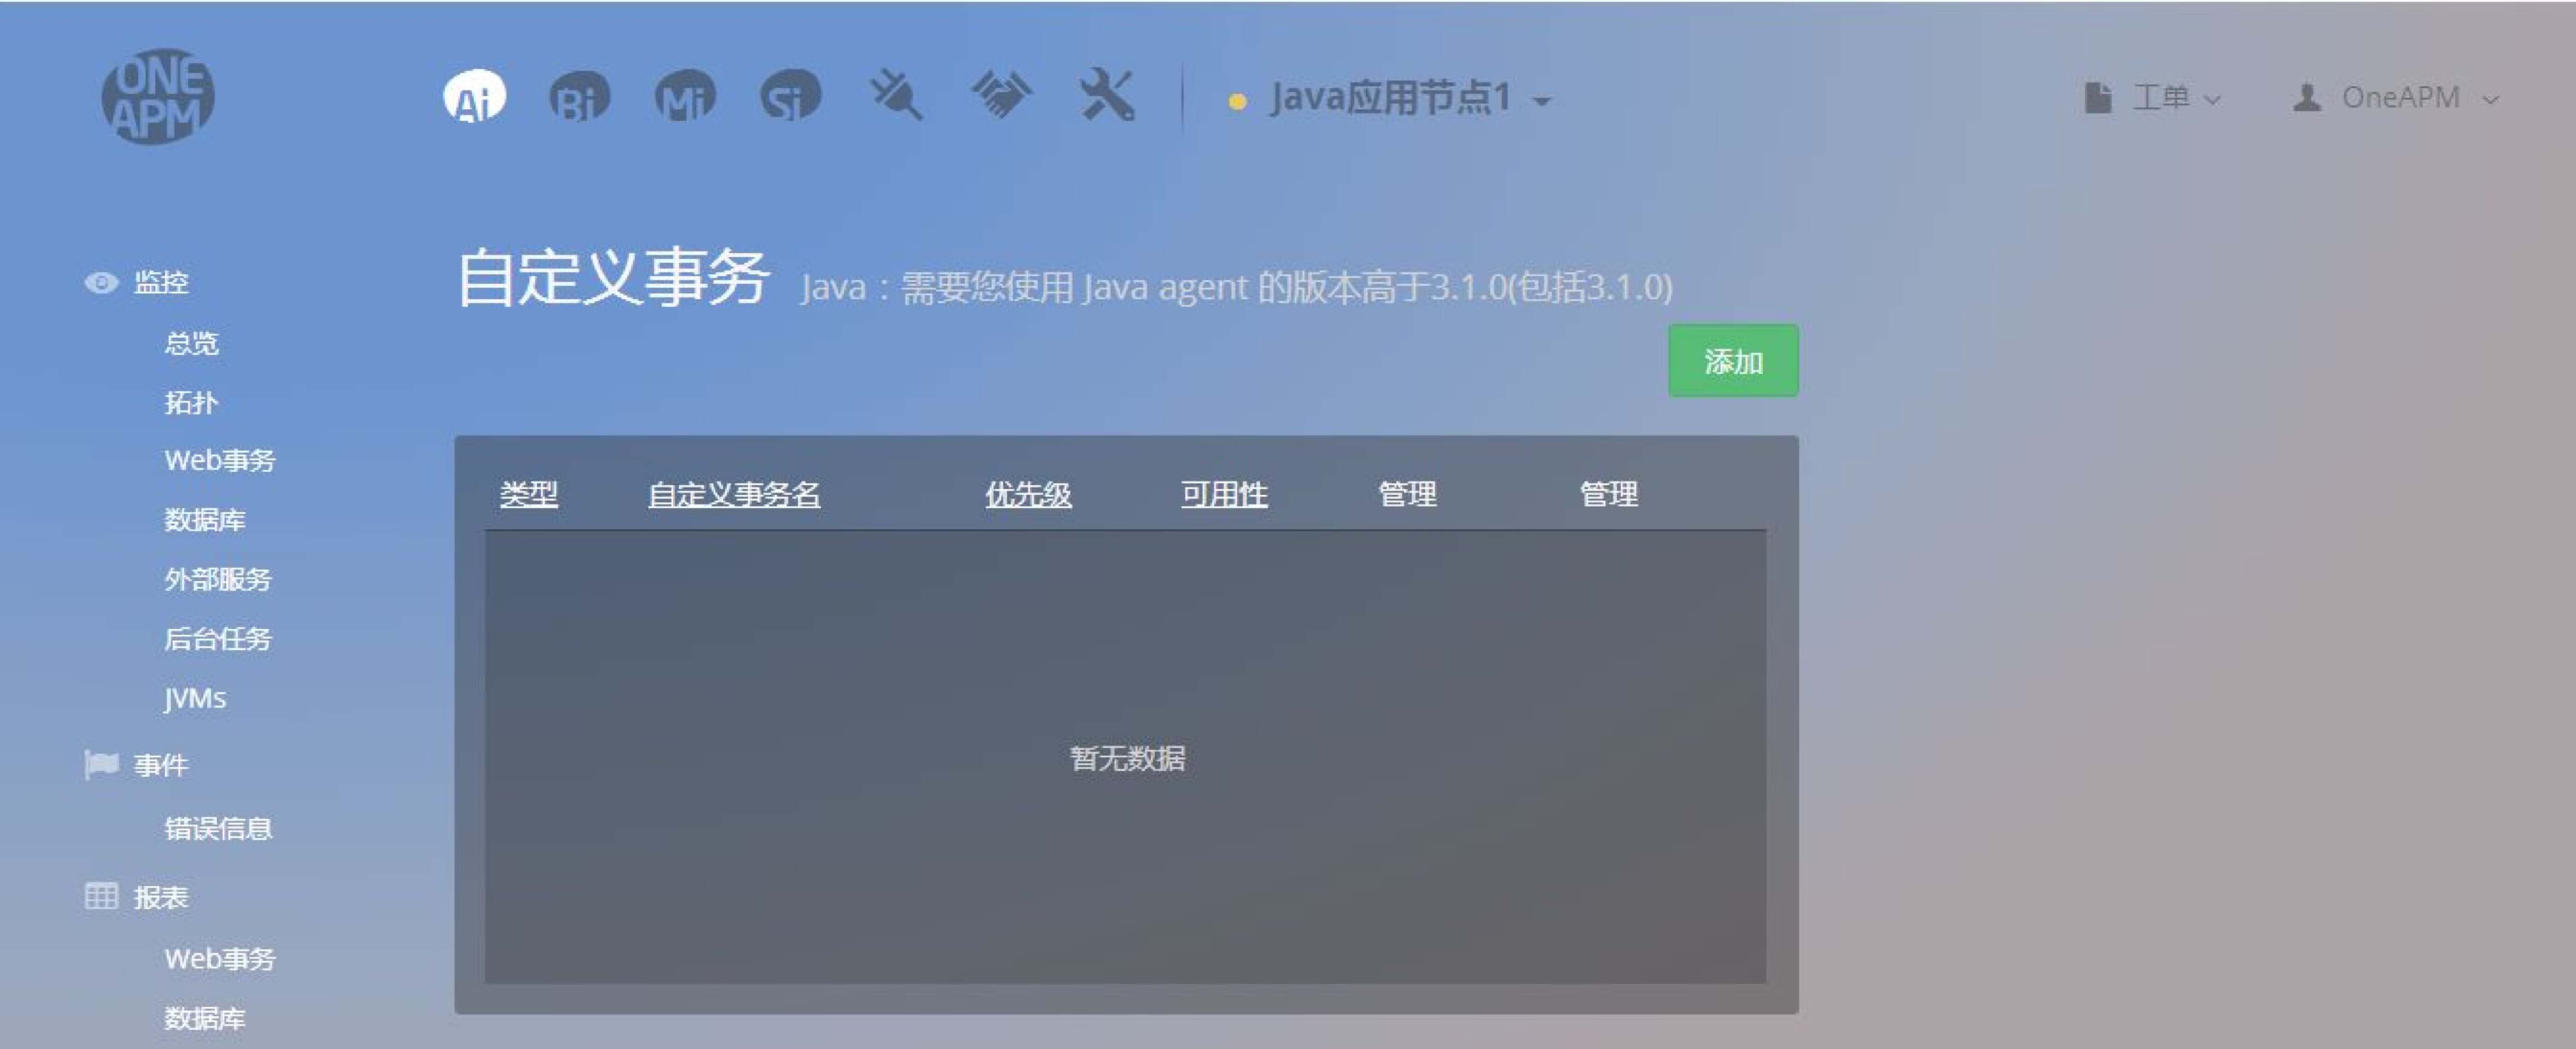 ONE
APM
Ai
Bi
Mi
Si
Java应用节点1
工单
OneAPM
监控
总览
拓扑
Web事务
数据库
外部服务
后台任务
JVMs
事件
错误信息
报表
Web事务
数据库
自定义事务 Java：需要您使用 Java agent 的版本高于3.1.0(包括3.1.0)
添加
类型 自定义事务名 优先级 可用性 管理 管理
暂无数据